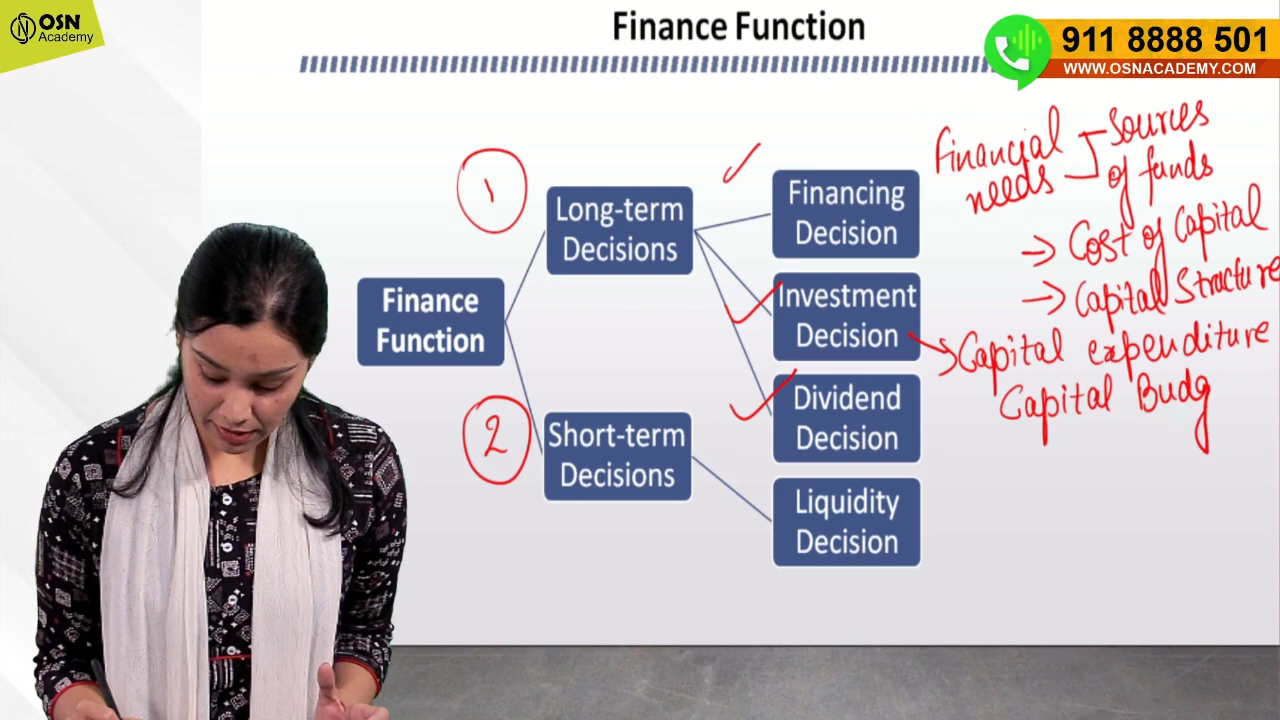 OSN
Academy
Finance Function
911 8888 501
WWW.OSNACADEMY.COM
Finance
Function
1
Long-term
Decisions
2
Short-term
Decisions
Financing
Decision
Investment
Decision
Dividend
Decision
Liquidity
Decision
Financial
needs
Sources
of funds
→ Cost of Capital
→ Capital Structure
Capital expenditure
Capital Budg